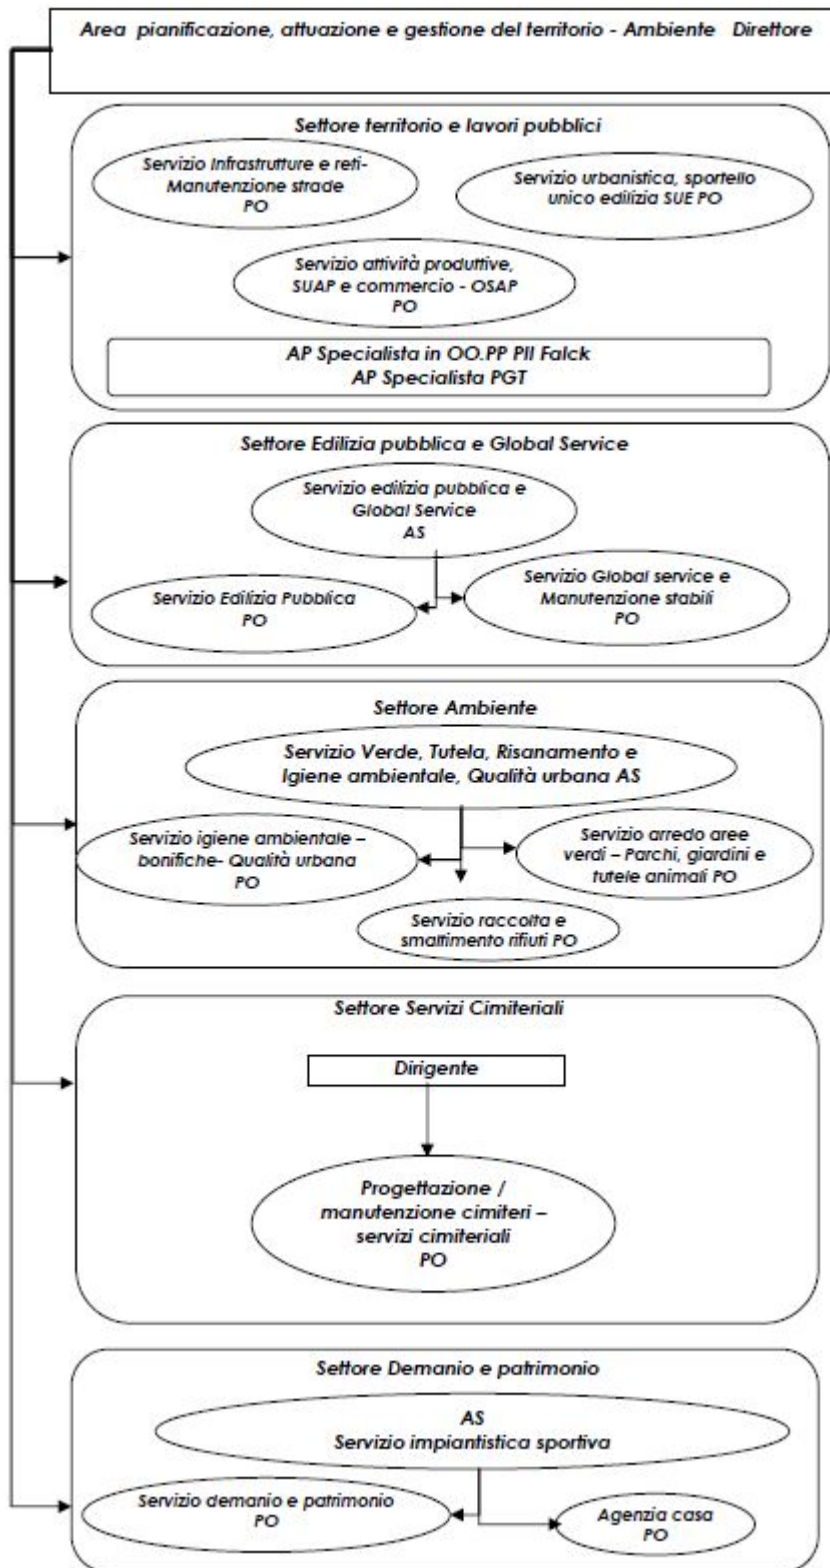 Area pianificazione, attuazione e gestione del territorio - Ambiente Direttore
Settore territorio e lavori pubblici
Servizio Infrastrutture e reti-
Manutenzione strade
PO
Servizio urbanistica, sportello
unico edilizia SUE PO
Servizio attività produttive,
SUAP e commercio - OSAP
PO
AP Specialista in OO.PP PII Falck
AP Specialista PGT
Settore Edilizia pubblica e Global Service
Servizio edilizia pubblica e
Global Service
AS
Servizio Edilizia Pubblica
PO
Servizio Global service e
Manutenzione stabili
PO
Settore Ambiente
Servizio Verde, Tutela, Risanamento e
Igiene ambientale, Qualità urbana AS
Servizio igiene ambientale –
bonifiche- Qualità urbana
PO
Servizio arredo aree
verdi – Parchi, giardini e
tutele animali PO
Servizio raccolta e
smaltimento rifiuti PO
Settore Servizi Cimiteriali
Dirigente
Progettazione /
manutenzione cimiteri –
servizi cimiteriali
PO
Settore Demanio e patrimonio
AS
Servizio impiantistica sportiva
Servizio demanio e patrimonio
PO
Agenzia casa
PO